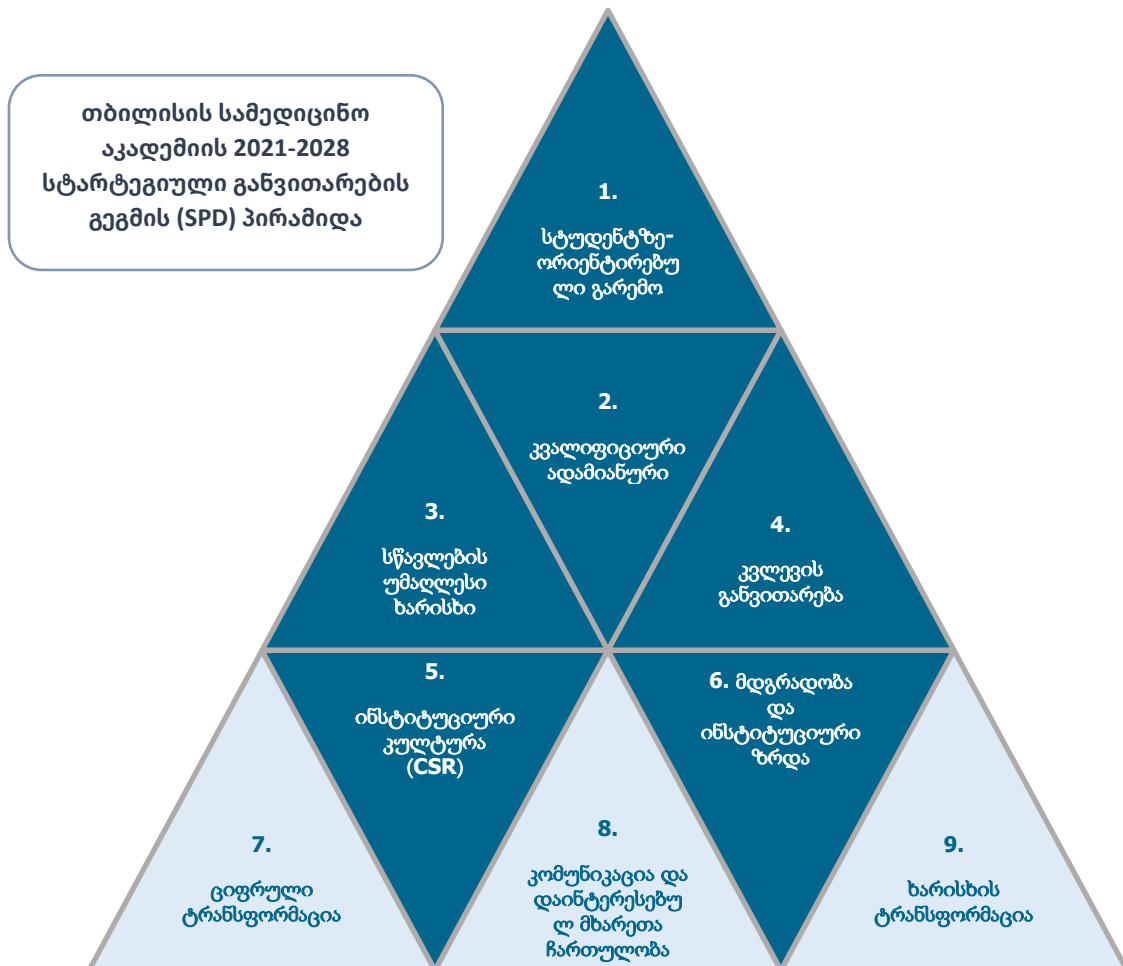 თბილისის სამედიცინო
აკადემიის 2021-2028
სტარტეგიული განვითარების
გეგმის (SPD) პირამიდა
1.
სტუდენტზე-
ორიენტირებუ
ლი გარემო
2.
კვალიფიციური
ადამიანური
3.
სწავლების
უმაღლესი
ხარისხი
4.
კვლევის
განვითარება
5.
ინსტიტუციური
კულტურა
(CSR)
6. მდგრადობა
და
ინსტიტუციური
ზრდა
7.
ციფრული
ტრანსფორმაცია
8.
კომუნიკაცია და
დაინტერესებუ
ლ მხარეთა
ჩართულობა
9.
ხარისხის
ტრანსფორმაცია